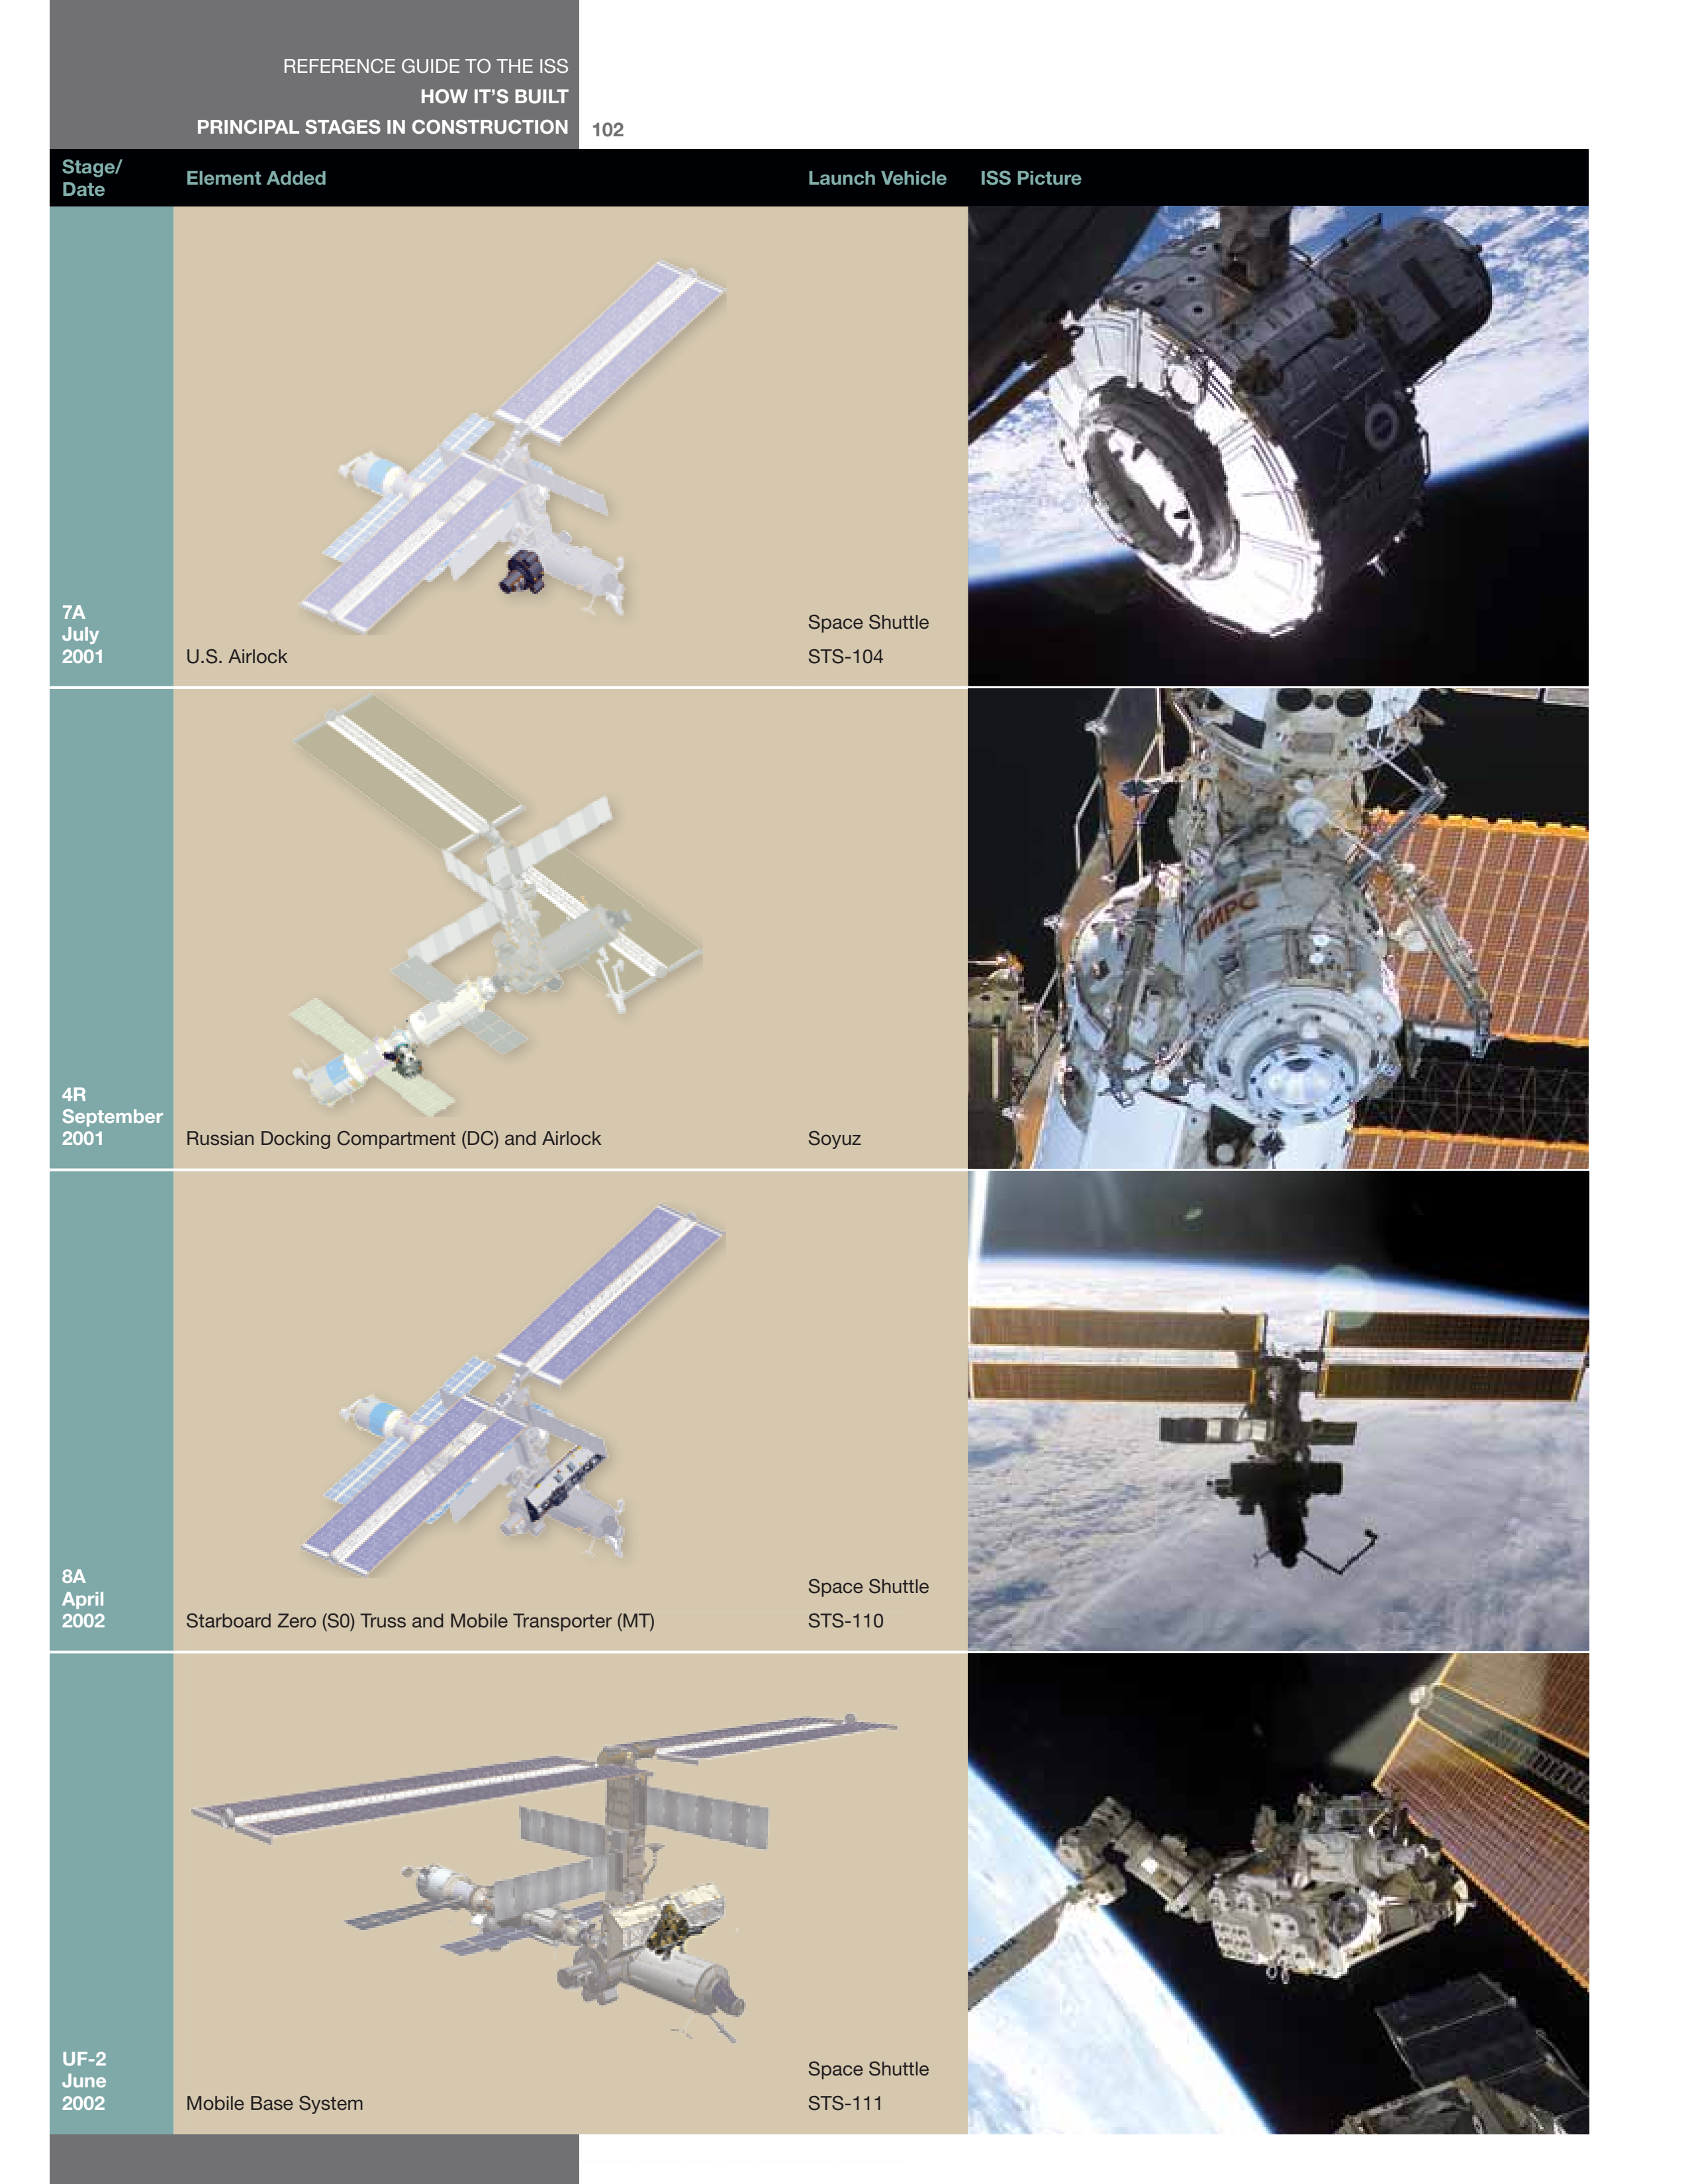 REFERENCE GUIDE TO THE ISS
HOW IT’S BUILT
PRINCIPAL STAGES IN CONSTRUCTION
102
Stage/
Date
Element Added
Launch Vehicle
ISS Picture
7A
July
2001
U.S. Airlock
Space Shuttle
STS-104
ПИРС
4R
September
2001
Russian Docking Compartment (DC) and Airlock
Soyuz
8A
April
2002
Starboard Zero (S0) Truss and Mobile Transporter (MT)
Space Shuttle
STS-110
UF-2
June
2002
Mobile Base System
Space Shuttle
STS-111